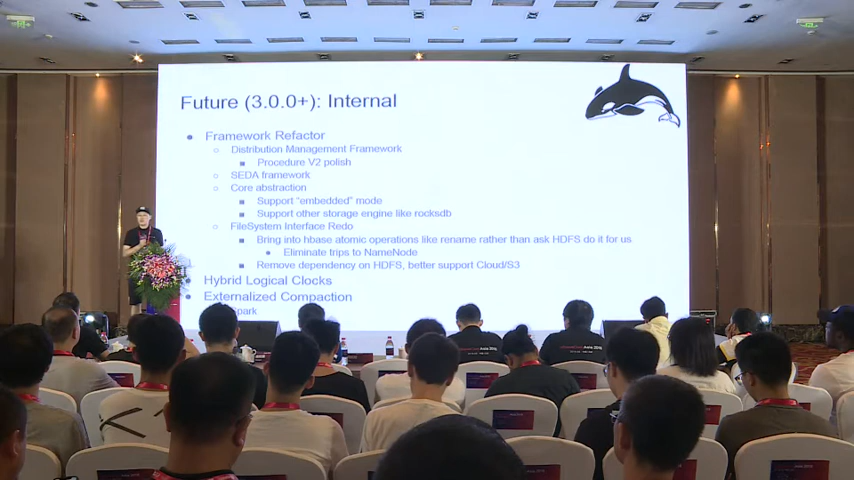 Future (3.0.0+): Internal
Framework Refactor
Distribution Management Framework
Procedure V2 polish
SEDA framework
Core abstraction
Support "embedded" mode
Support other storage engine like rocksdb
FileSystem Interface Redo
Bring into hbase atomic operations like rename rather than ask HDFS do it for us
Eliminate trips to NameNode
Remove dependency on HDFS, better support Cloud/S3
Hybrid Logical Clocks
Externalized Compaction
park